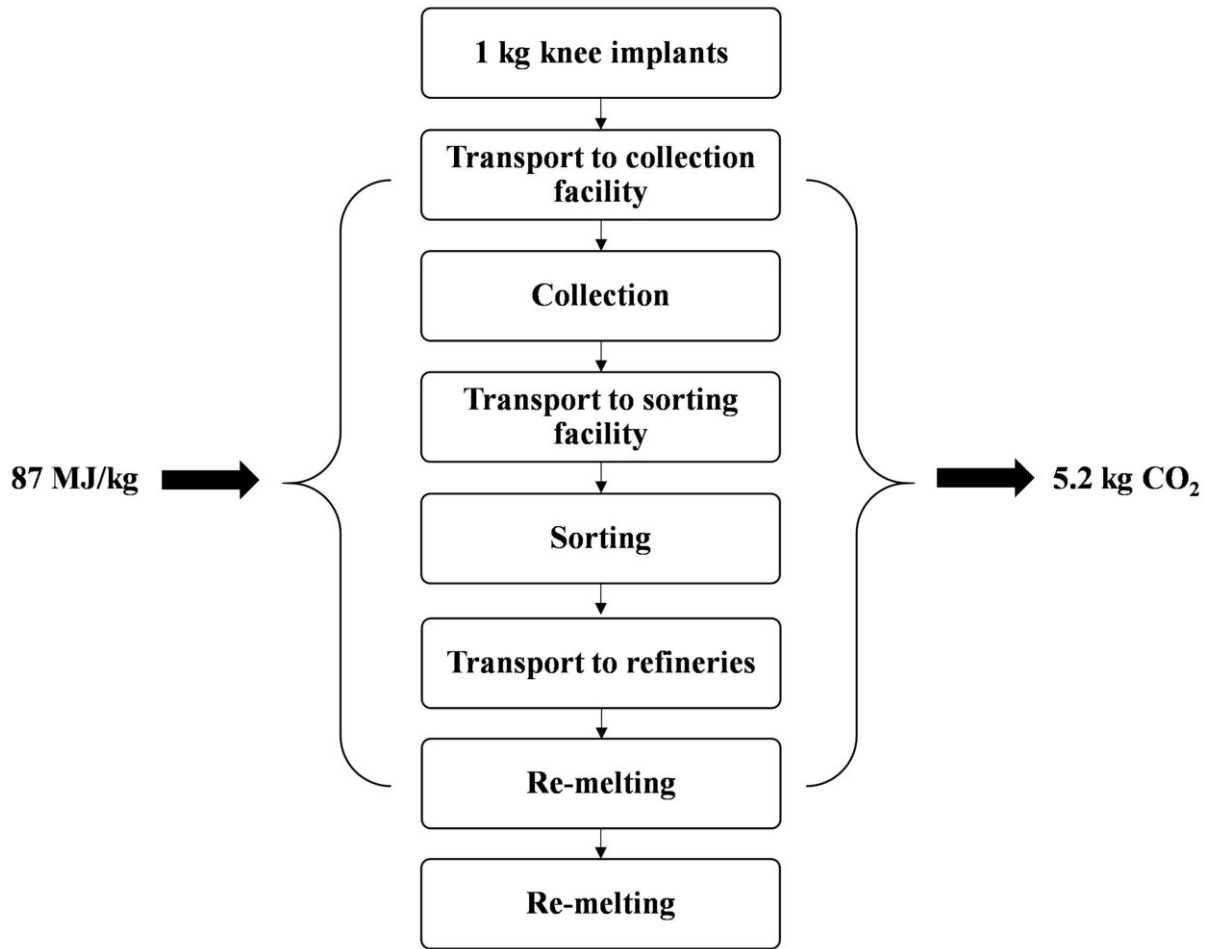 1 kg knee implants
Transport to collection
facility
Collection
Transport to sorting
facility
87 MJ/kg
5.2 kg CO₂
Sorting
Transport to refineries
Re-melting
Re-melting